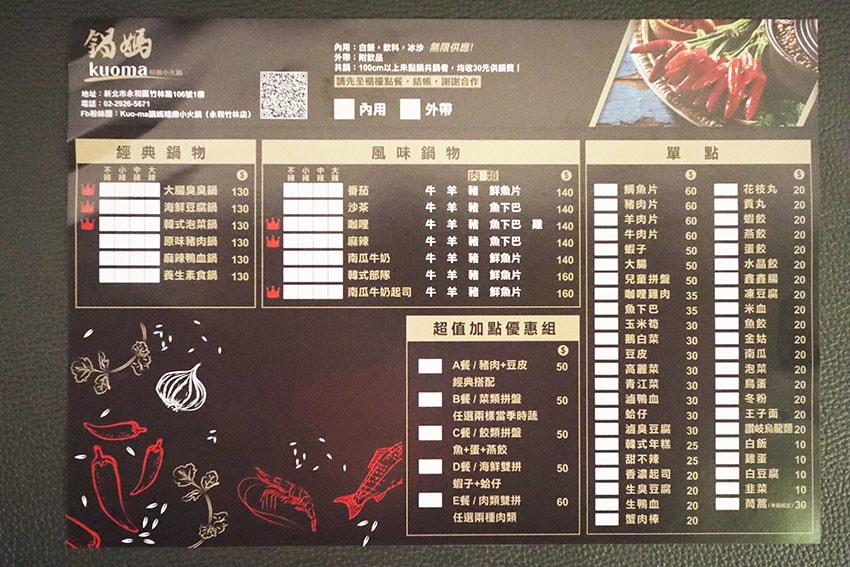 鍋媽
kuoma 精緻小火鍋
地址：新北市永和區竹林路106號1樓
電話：02-2926-5671
Fb粉絲團：Kuo-ma鍋媽精緻小火鍋（永和竹林店）
內用：白飯，飲料，冰沙 無限供應!
外帶：附飲品
共鍋：100cm以上未點鍋共鍋者，均收30元供鍋費！
請先至櫃檯點餐，結帳，謝謝合作
內用 外帶
經典鍋物
不辣 小辣 中辣 大辣 $
大腸臭臭鍋 130
海鮮豆腐鍋 130
韓式泡菜鍋 130
原味豬肉鍋 130
麻辣鴨血鍋 130
養生素食鍋 130
風味鍋物
不辣 小辣 中辣 大辣 肉類 $
番茄 牛 羊 豬 鮮魚片 140
沙茶 牛 羊 豬 魚下巴 140
咖哩 牛 羊 豬 魚下巴 雞 140
麻辣 牛 羊 豬 魚下巴 140
南瓜牛奶 牛 羊 豬 鮮魚片 140
韓式部隊 牛 羊 豬 鮮魚片 160
南瓜牛奶起司 牛 羊 豬 鮮魚片 160
超值加點優惠組
$
A餐 / 豬肉+豆皮 50
經典搭配
B餐 / 菜類拼盤 50
任選兩樣當季時蔬
C餐 / 餃類拼盤 50
魚+蛋+燕餃
D餐 / 海鮮雙拼 50
蝦子+蛤仔
E餐 / 肉類雙拼 60
任選兩種肉類
單點
$ $
鯛魚片 60
豬肉片 60
羊肉片 60
牛肉片 60
蝦子 50
大腸 50
兒童拼盤 50
咖哩雞肉 35
魚下巴 35
玉米筍 30
鵝白菜 30
豆皮 30
高麗菜 30
青江菜 30
滷鴨血 30
蛤仔 30
滷臭豆腐 30
韓式年糕 25
甜不辣 25
香濃起司 20
生臭豆腐 20
生鴨血 20
蟹肉棒 20
花枝丸 20
貢丸 20
蝦餃 20
燕餃 20
蛋餃 20
水晶餃 20
鑫鑫腸 20
凍豆腐 20
米血 20
魚餃 20
金菇 20
南瓜 20
泡菜 20
鳥蛋 20
冬粉 20
王子面 20
讚岐烏龍麵 20
白飯 10
雞蛋 10
白豆腐 10
韭菜 10
茼蒿(季節限定) 30